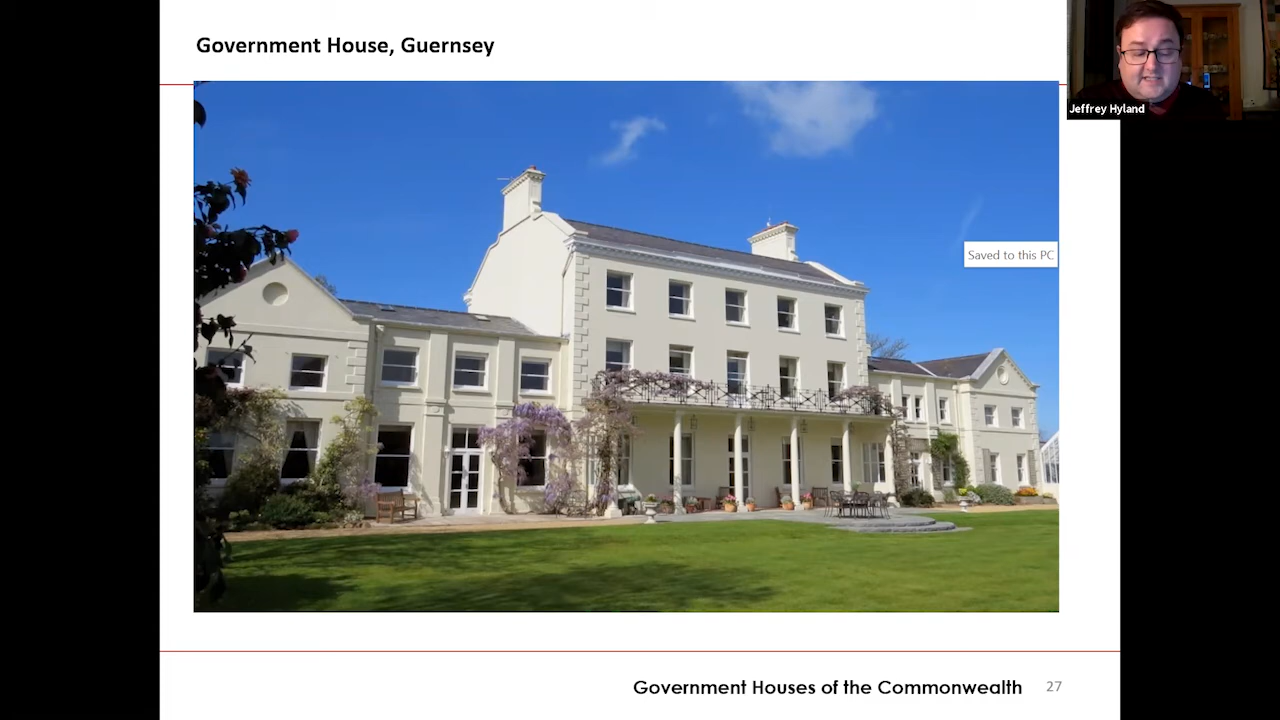 Government House, Guernsey
Jeffrey Hyland
Saved to this PC
Government Houses of the Commonwealth 27